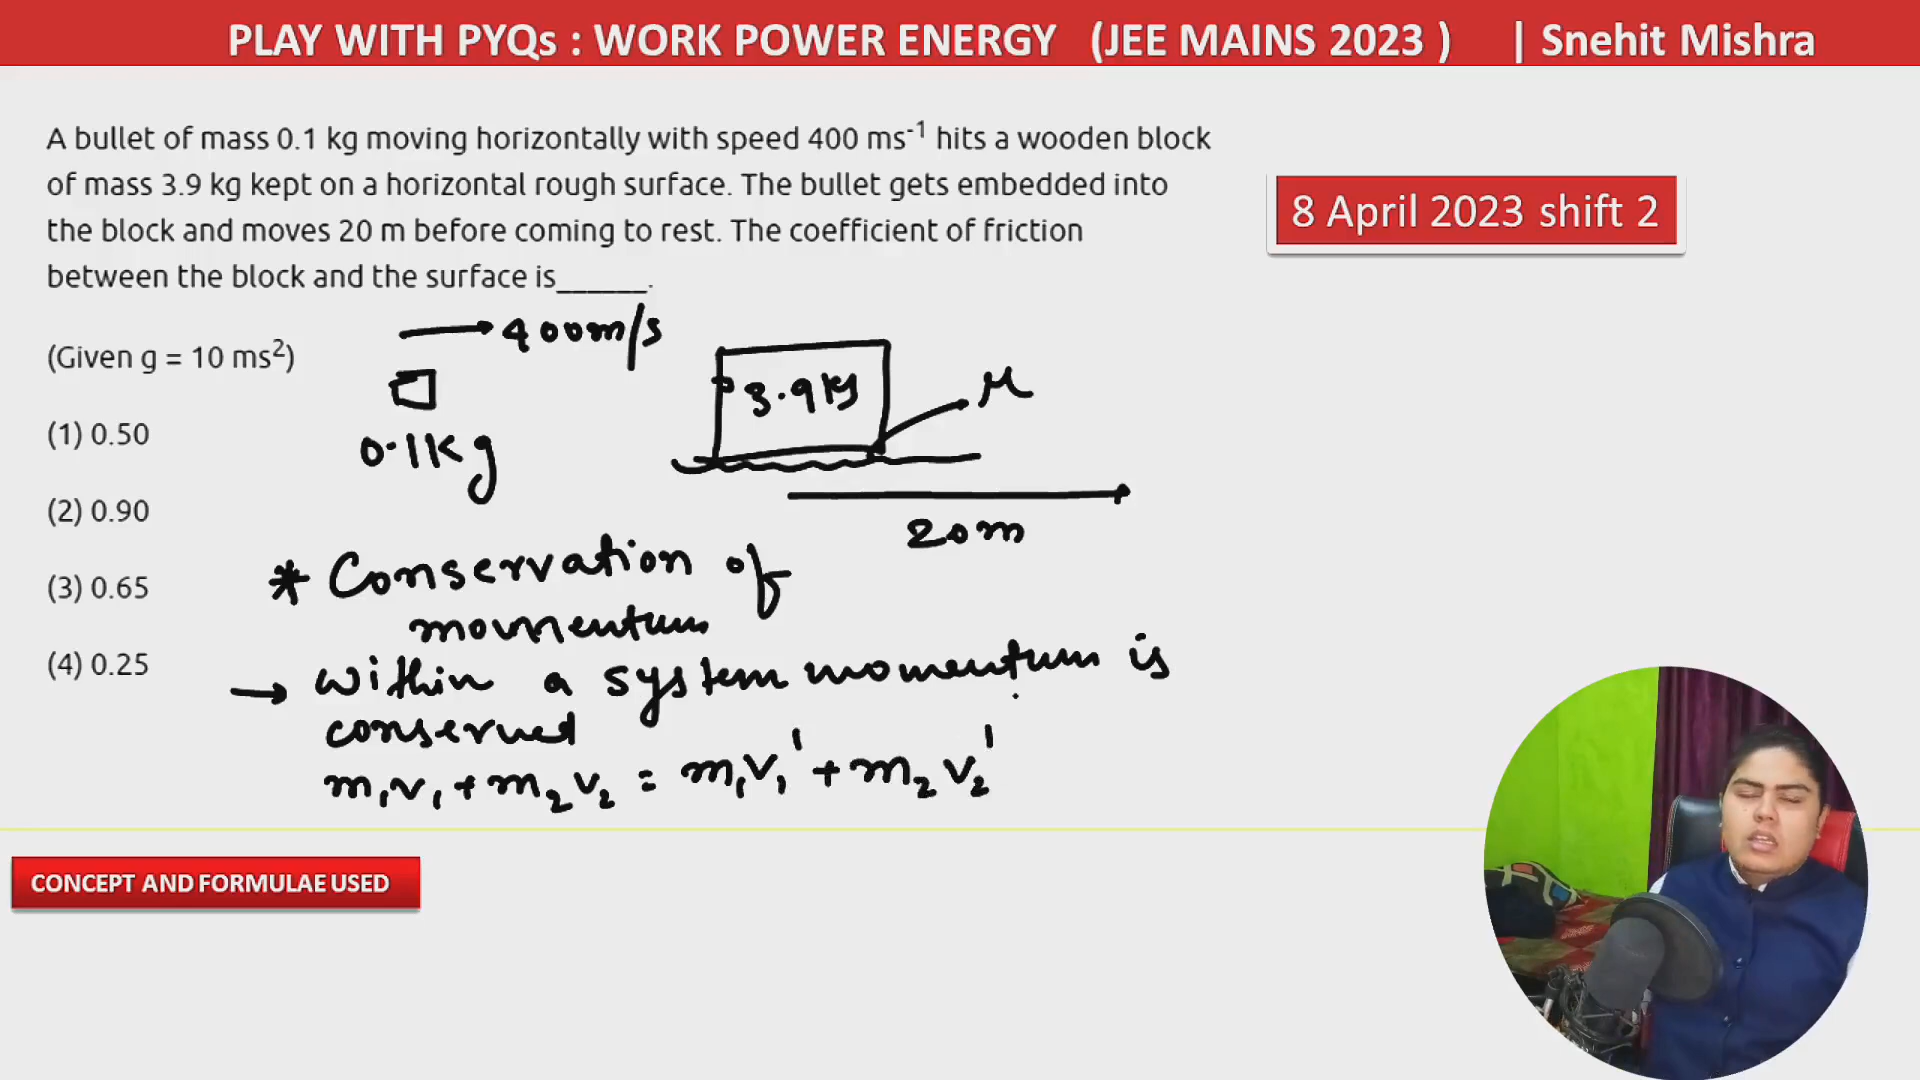 PLAY WITH PYQs : WORK POWER ENERGY (JEE MAINS 2023 ) | Snehit Mishra
A bullet of mass 0.1 kg moving horizontally with speed 400 ms⁻¹ hits a wooden block
of mass 3.9 kg kept on a horizontal rough surface. The bullet gets embedded into
the block and moves 20 m before coming to rest. The coefficient of friction
between the block and the surface is______.
8 April 2023 shift 2
(Given g = 10 ms²)
(1) 0.50
(2) 0.90
(3) 0.65
(4) 0.25
400m/s
0.1kg
3.9kg
μ
20m
* Conservation of
momentum
→ within a system momentum is
conserved
m₁v₁ + m₂v₂ = m₁v₁' + m₂v₂'
CONCEPT AND FORMULAE USED